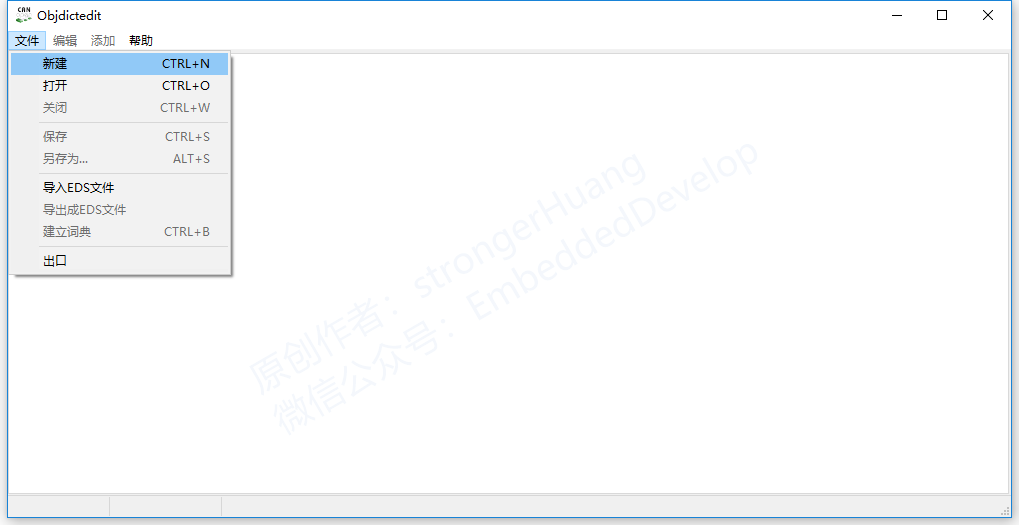 CAN
Objdictedit
文件 编辑 添加 帮助
新建 CTRL+N
打开 CTRL+O
关闭 CTRL+W
保存 CTRL+S
另存为... ALT+S
导入EDS文件
导出成EDS文件
建立词典 CTRL+B
出口
原创作者：strongerHuang
微信公众号：EmbeddedDevelop